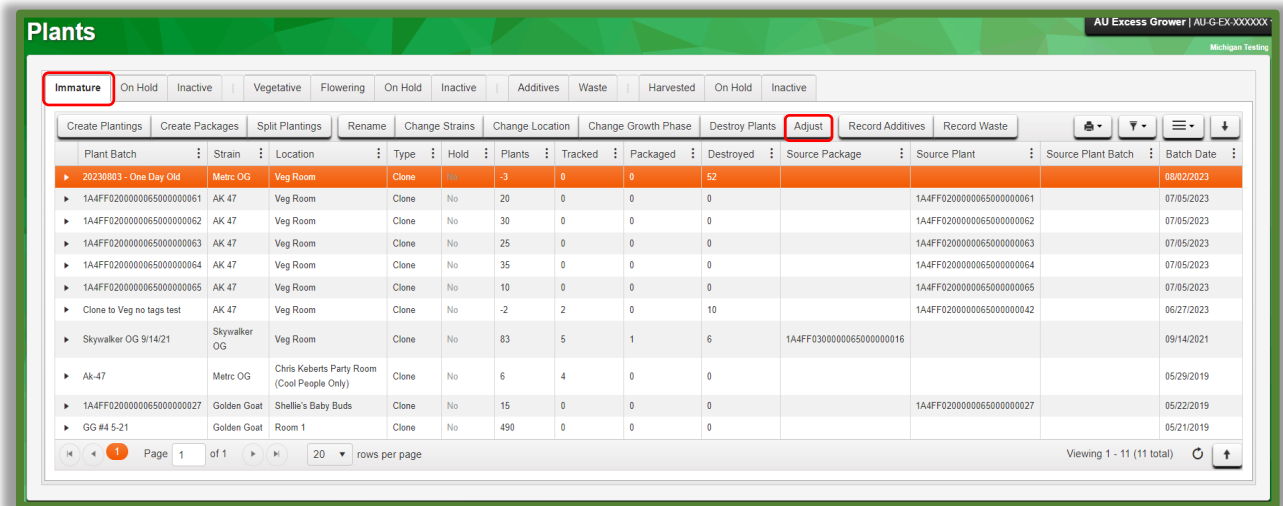 Plants
AU Excess Grower | AU-G-EX-XXXXXX
Michigan Testing
Immature On Hold Inactive | Vegetative Flowering On Hold Inactive | Additives Waste | Harvested On Hold Inactive
Create Plantings Create Packages Split Plantings Rename Change Strains Change Location Change Growth Phase Destroy Plants Adjust Record Additives Record Waste
Plant Batch Strain Location Type Hold Plants Tracked Packaged Destroyed Source Package Source Plant Source Plant Batch Batch Date
20230803 - One Day Old Metrc OG Veg Room Clone No -3 0 0 52 08/02/2023
1A4FF0200000065000000061 AK 47 Veg Room Clone No 20 0 0 0 1A4FF0200000065000000061 07/05/2023
1A4FF0200000065000000062 AK 47 Veg Room Clone No 30 0 0 0 1A4FF0200000065000000062 07/05/2023
1A4FF0200000065000000063 AK 47 Veg Room Clone No 25 0 0 0 1A4FF0200000065000000063 07/05/2023
1A4FF0200000065000000064 AK 47 Veg Room Clone No 35 0 0 0 1A4FF0200000065000000064 07/05/2023
1A4FF0200000065000000065 AK 47 Veg Room Clone No 10 0 0 0 1A4FF0200000065000000065 07/05/2023
Clone to Veg no tags test AK 47 Veg Room Clone No -2 2 0 10 1A4FF0200000065000000042 06/27/2023
Skywalker OG 9/14/21 Skywalker OG Veg Room Clone No 83 5 1 6 1A4FF0300000065000000016 09/14/2021
Ak-47 Metrc OG Chris Keberts Party Room (Cool People Only) Clone No 6 4 0 0 05/29/2019
1A4FF0200000065000000027 Golden Goat Shellie's Baby Buds Clone No 15 0 0 0 1A4FF0200000065000000027 05/22/2019
GG #4 5-21 Golden Goat Room 1 Clone No 490 0 0 0 05/21/2019
1 Page 1 of 1 20 rows per page Viewing 1 - 11 (11 total)